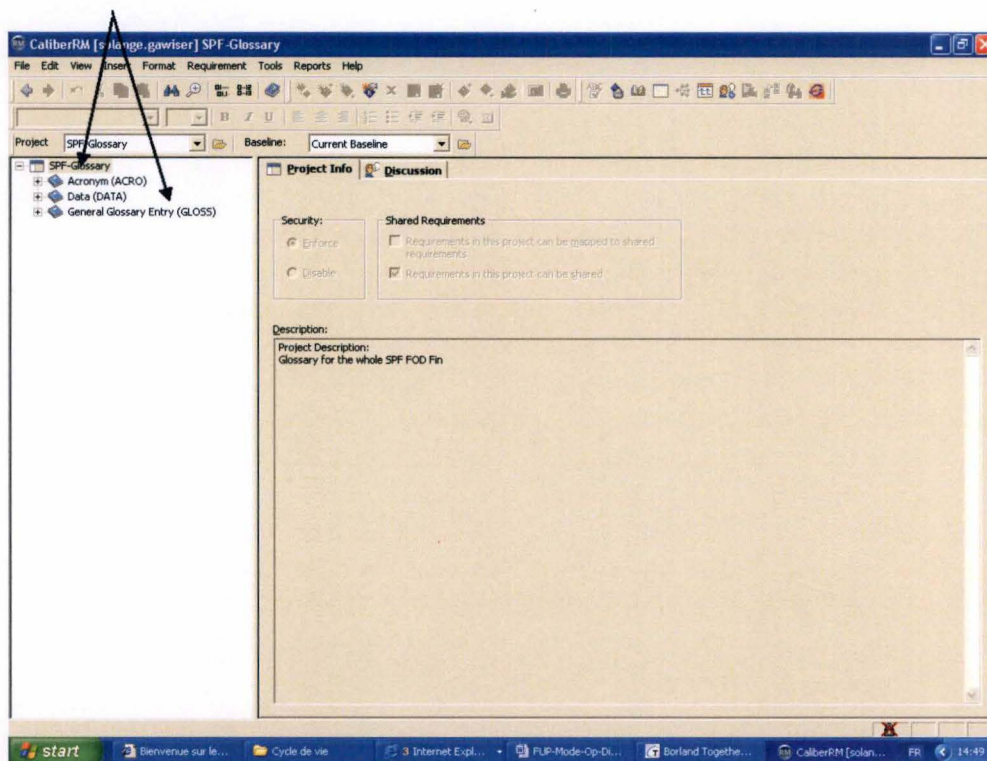 CaliberRM [solange.gawiser] SPF-Glossary
File Edit View Insert Format Requirement Tools Reports Help
B I U
Project SPF-Glossary Baseline: Current Baseline
SPF-Glossary
Acronym (ACRO)
Data (DATA)
General Glossary Entry (GLOSS)
Project Info Discussion
Security: Shared Requirements
Enforce Requirements in this project can be mapped to shared
requirements
Disable Requirements in this project can be shared
Description:
Project Description:
Glossary for the whole SPF FOD Fin
start Bienvenue sur le... Cycle de vie 3 Internet Expl... FUP-Mode-Op-Di... Borland Togethe... CaliberRM [solan... FR 14:49